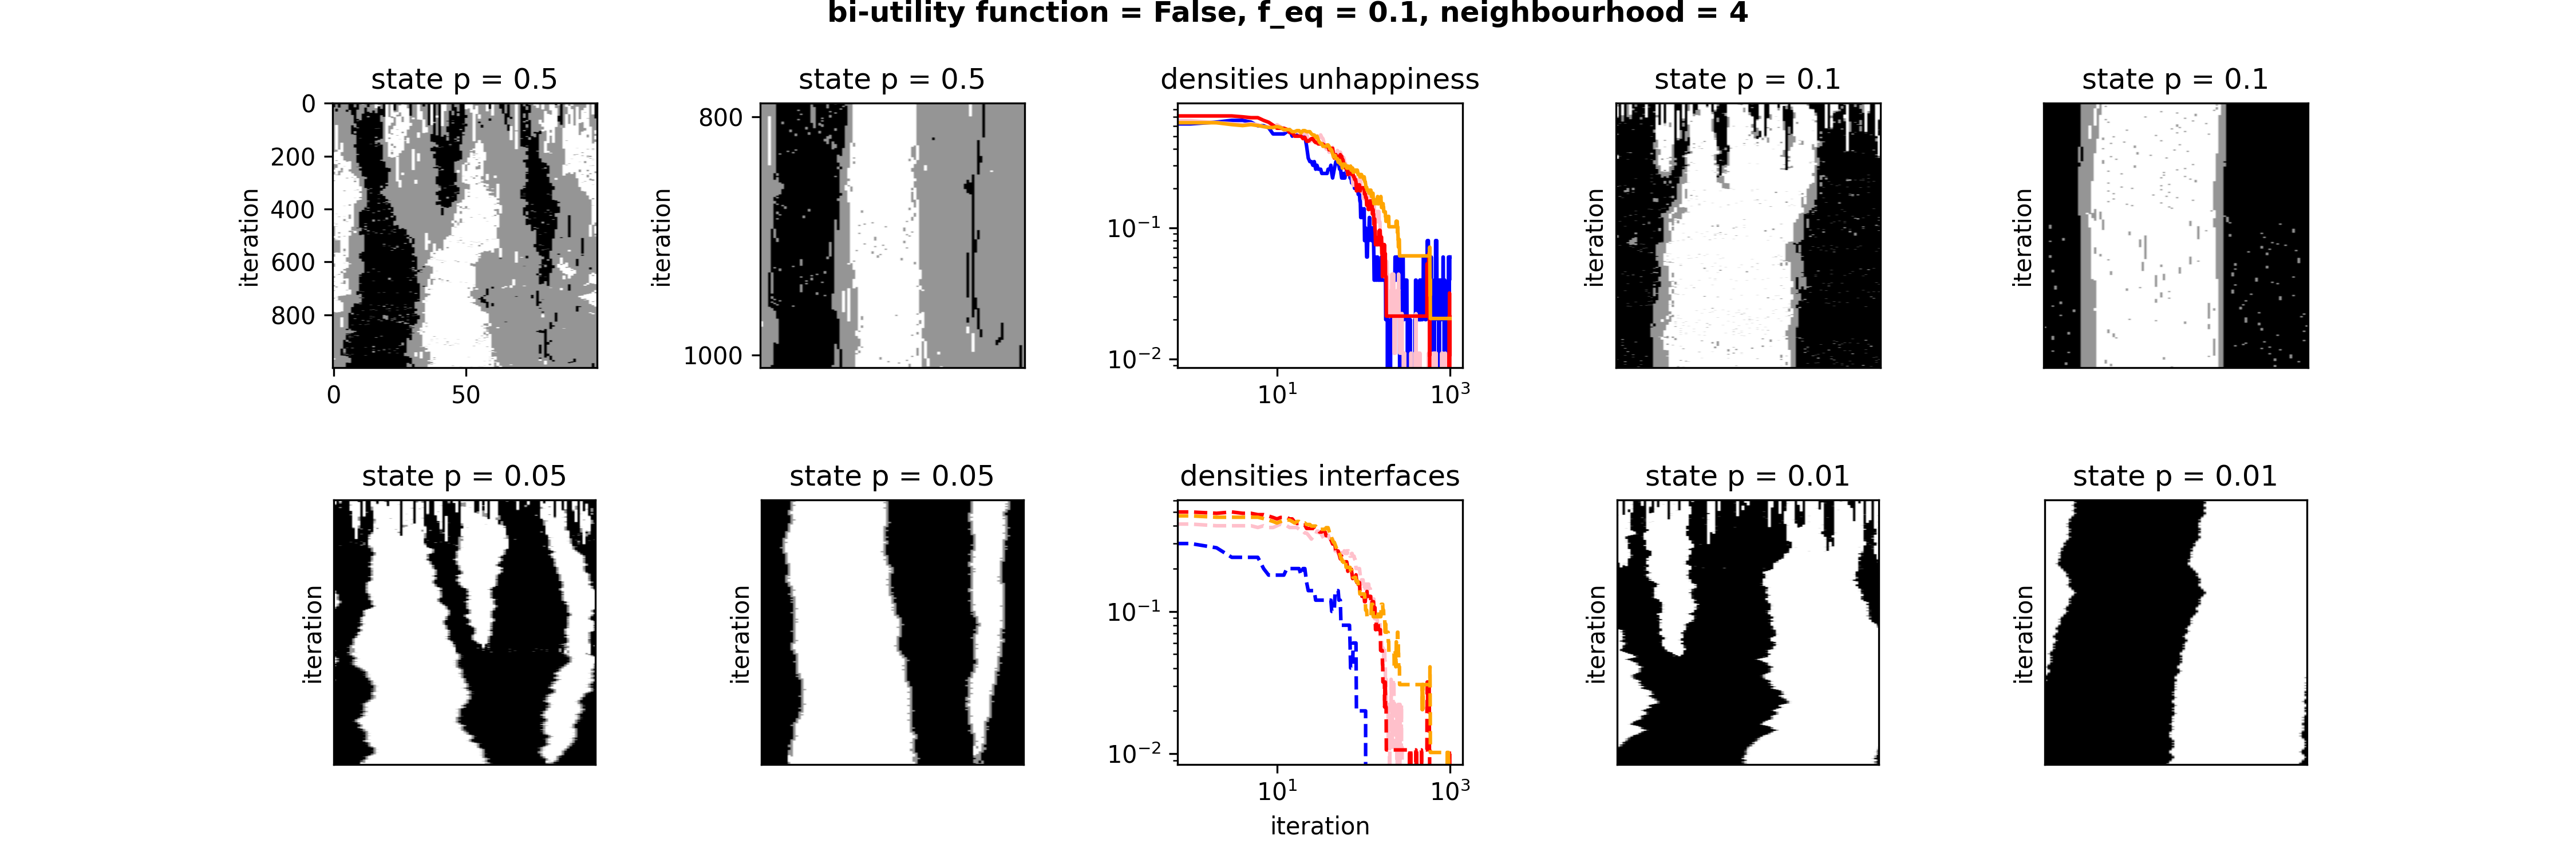 bi-utility function = False, f_eq = 0.1, neighbourhood = 4
state p = 0.5
state p = 0.5
densities unhappiness
state p = 0.1
state p = 0.1
iteration
0
200
400
600
800
0
50
iteration
800
1000
10⁻¹
10⁻²
10¹
10³
iteration
iteration
state p = 0.05
state p = 0.05
densities interfaces
state p = 0.01
state p = 0.01
iteration
iteration
10⁻¹
10⁻²
10¹
10³
iteration
iteration
iteration